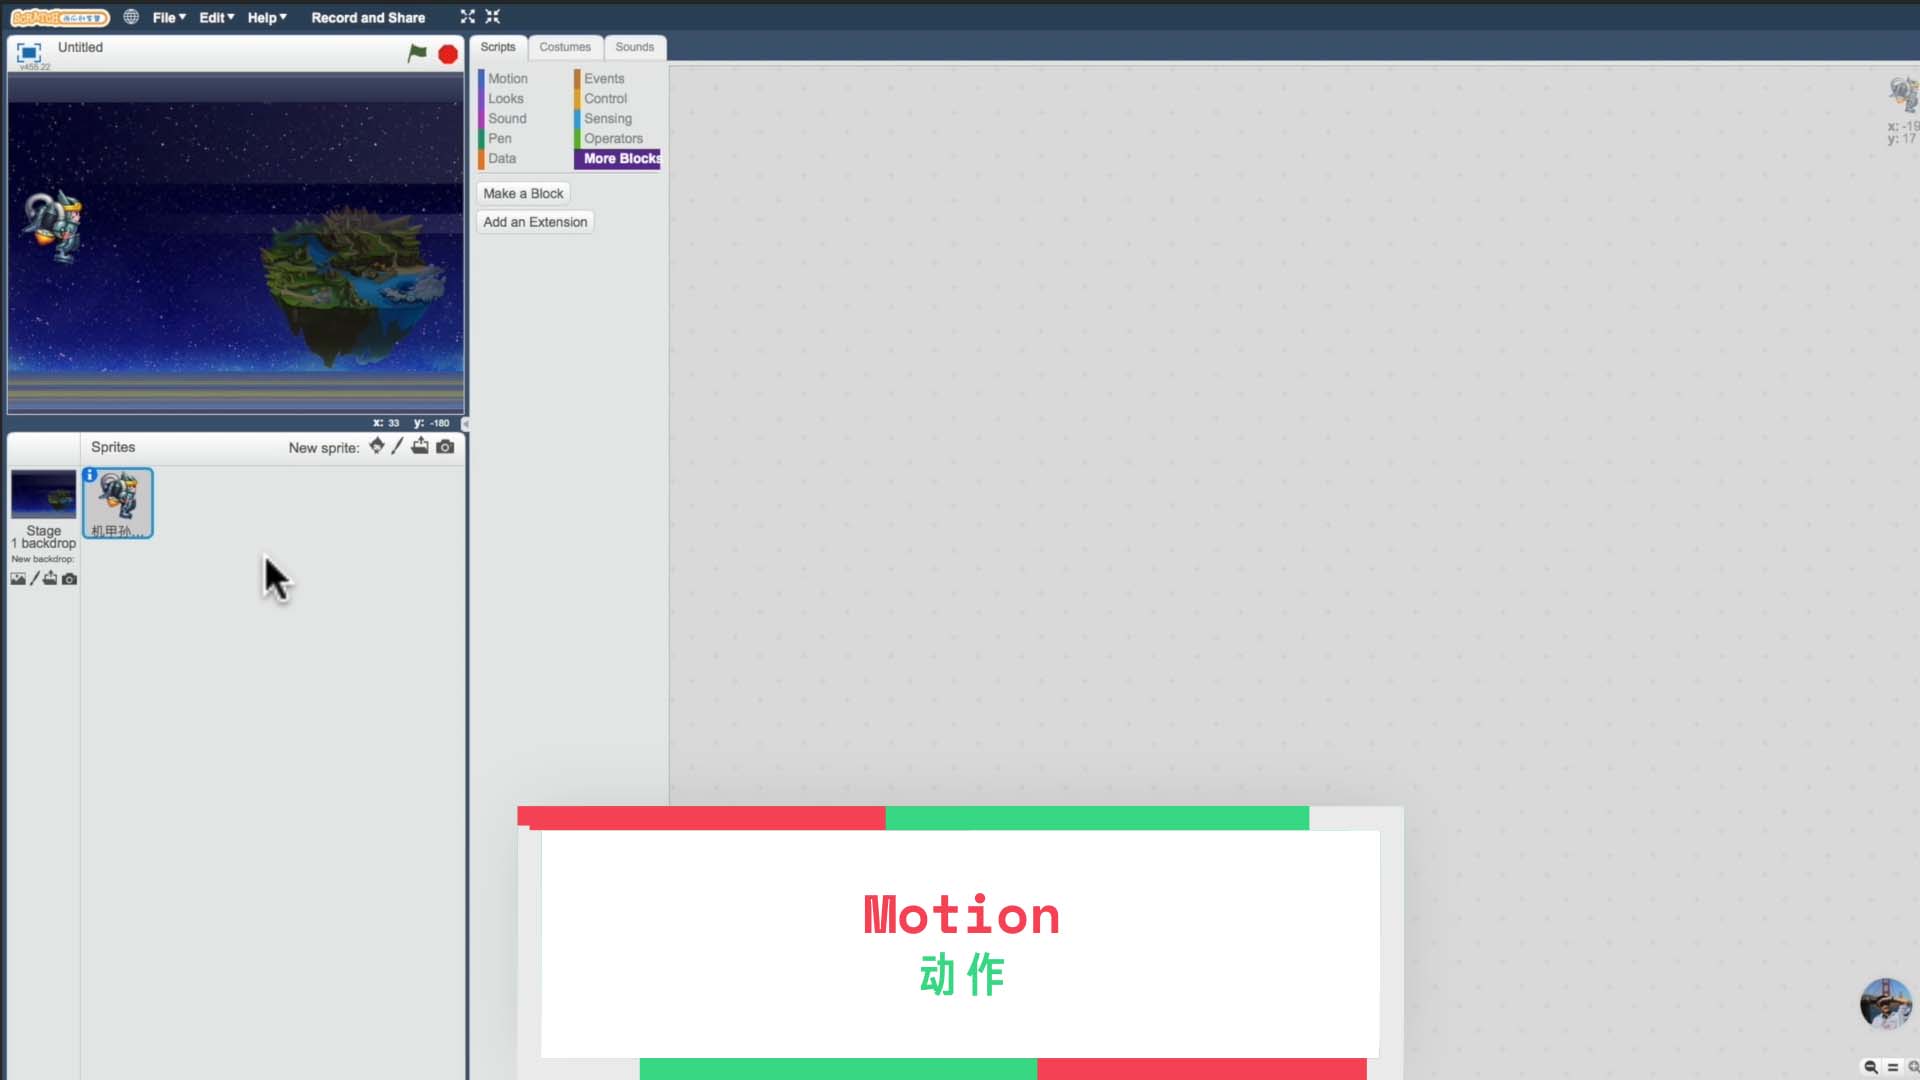 File Edit Help Record and Share
Untitled
v455.22
Scripts Costumes Sounds
Motion Events
Looks Control
Sound Sensing
Pen Operators
Data More Blocks
Make a Block
Add an Extension
x: -19
y: 17
x: 33 y: -180
Sprites New sprite:
机甲孙...
Stage
1 backdrop
New backdrop:
Motion
动作